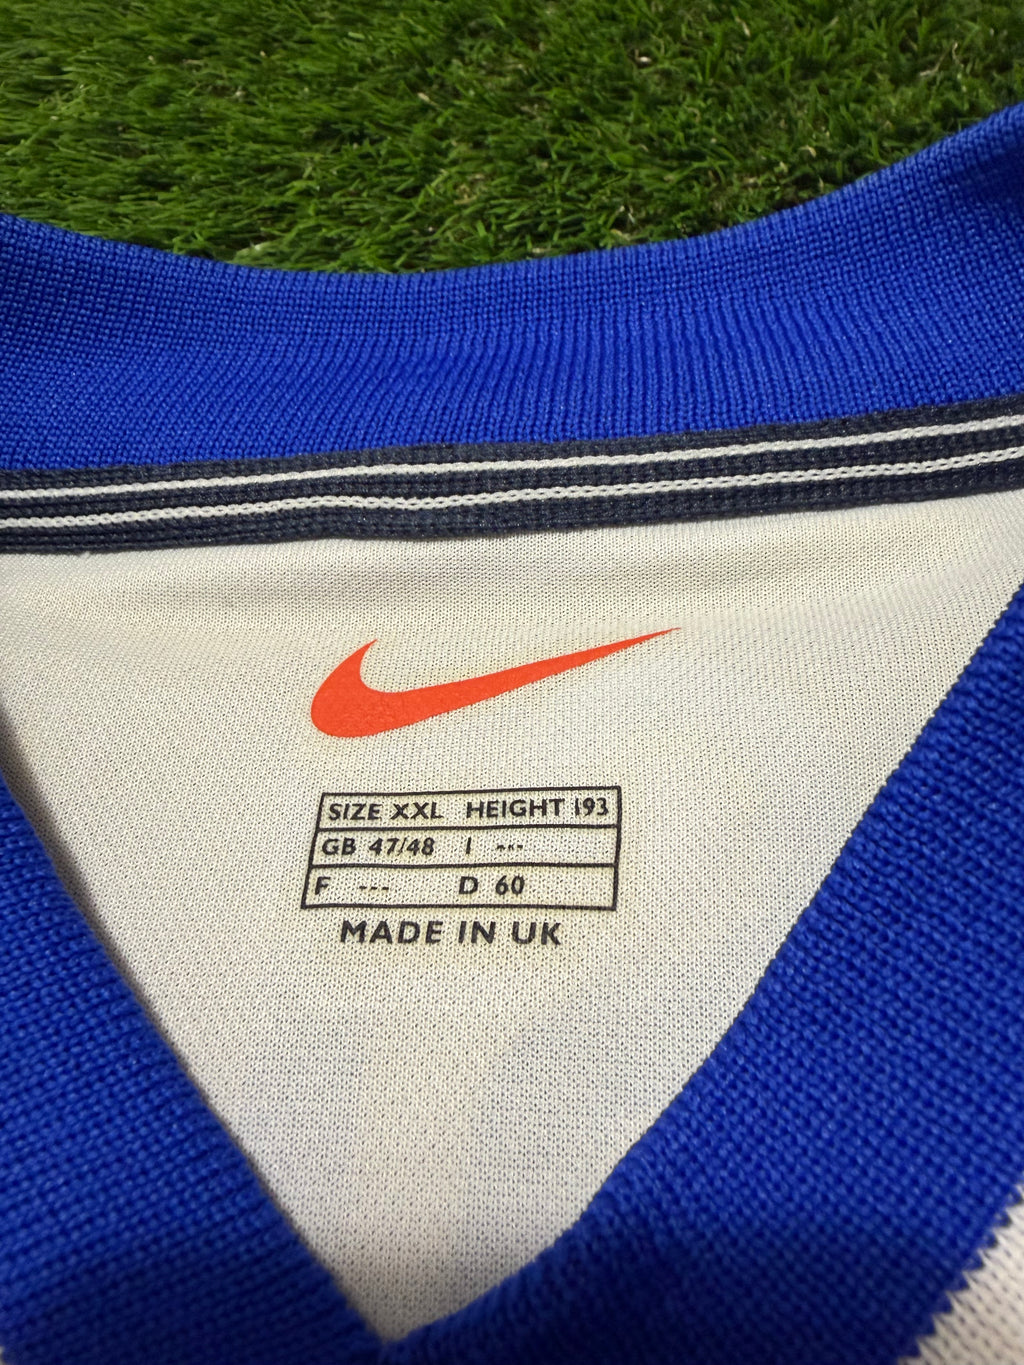 SIZE XXL HEIGHT 193
GB 47/48 I ---
F --- D 60
MADE IN UK